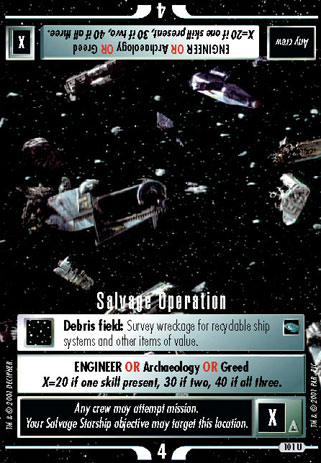 4
X
ENGINEER OR Archaeology OR Greed
X=20 if one skill present, 30 if two, 40 if all three.
Any crew
Salvage Operation
Debris field: Survey wreckage for recyclable ship
systems and other items of value.
ENGINEER OR Archaeology OR Greed
X=20 if one skill present, 30 if two, 40 if all three.
Any crew may attempt mission.
Your Salvage Starship objective may target this location.
X
4
101 U
TM & © 2002 DECIPHER.
TM & © 2001 PAR.